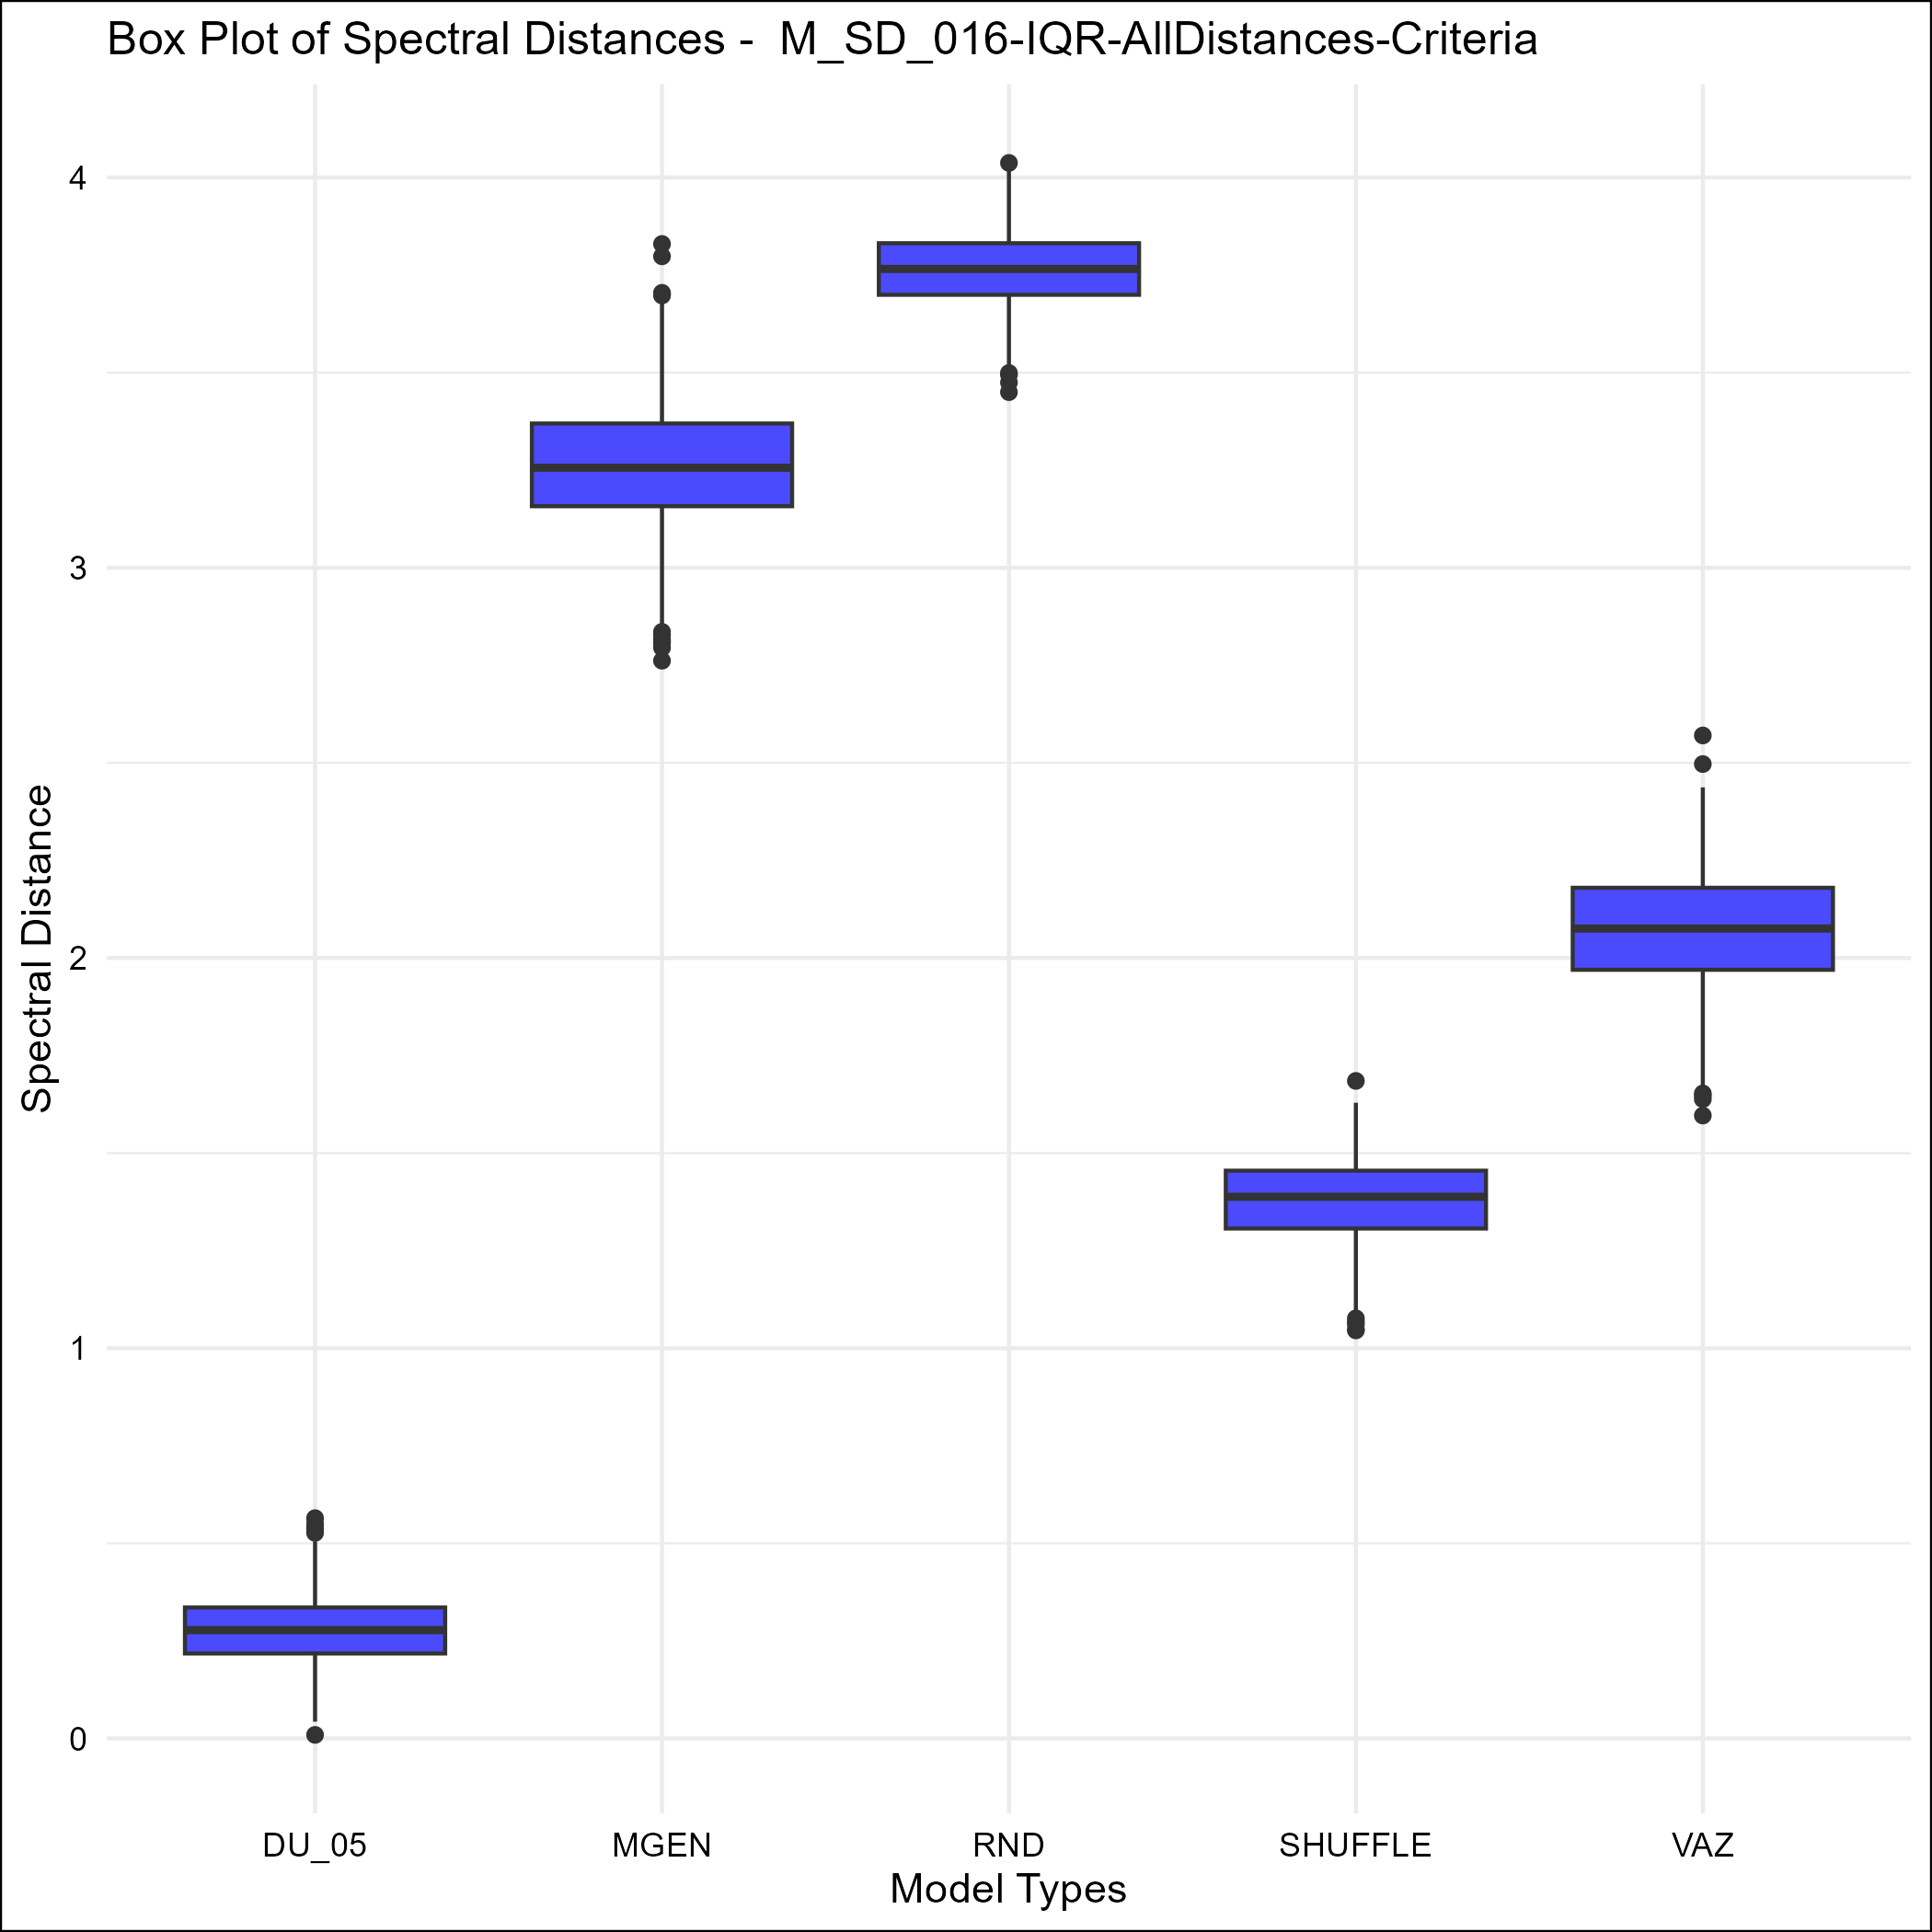 Box Plot of Spectral Distances -  M_SD_016-IQR-AllDistances-Criteria
4
3
2
1
0
Spectral Distance
DU_05 MGEN RND SHUFFLE VAZ
Model Types